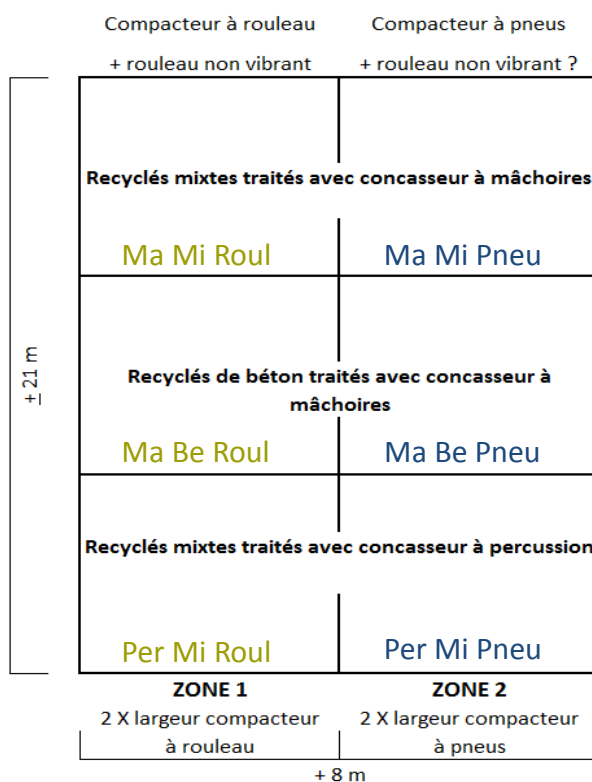 Compacteur à rouleau
+ rouleau non vibrant
Compacteur à pneus
+ rouleau non vibrant ?
Recyclés mixtes traités avec concasseur à mâchoires
Ma Mi Roul
Ma Mi Pneu
± 21 m
Recyclés de béton traités avec concasseur à
mâchoires
Ma Be Roul
Ma Be Pneu
Recyclés mixtes traités avec concasseur à percussion
Per Mi Roul
Per Mi Pneu
ZONE 1
2 X largeur compacteur
à rouleau
ZONE 2
2 X largeur compacteur
à pneus
+ 8 m